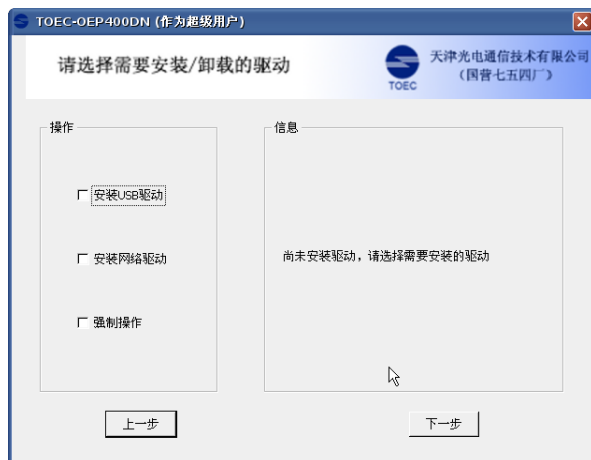 TOEC-OEP400DN (作为超级用户)
请选择需要安装/卸载的驱动
TOEC
天津光电通信技术有限公司
（国营七五四厂）
操作
安装USB驱动
安装网络驱动
强制操作
信息
尚未安装驱动，请选择需要安装的驱动
上一步
下一步